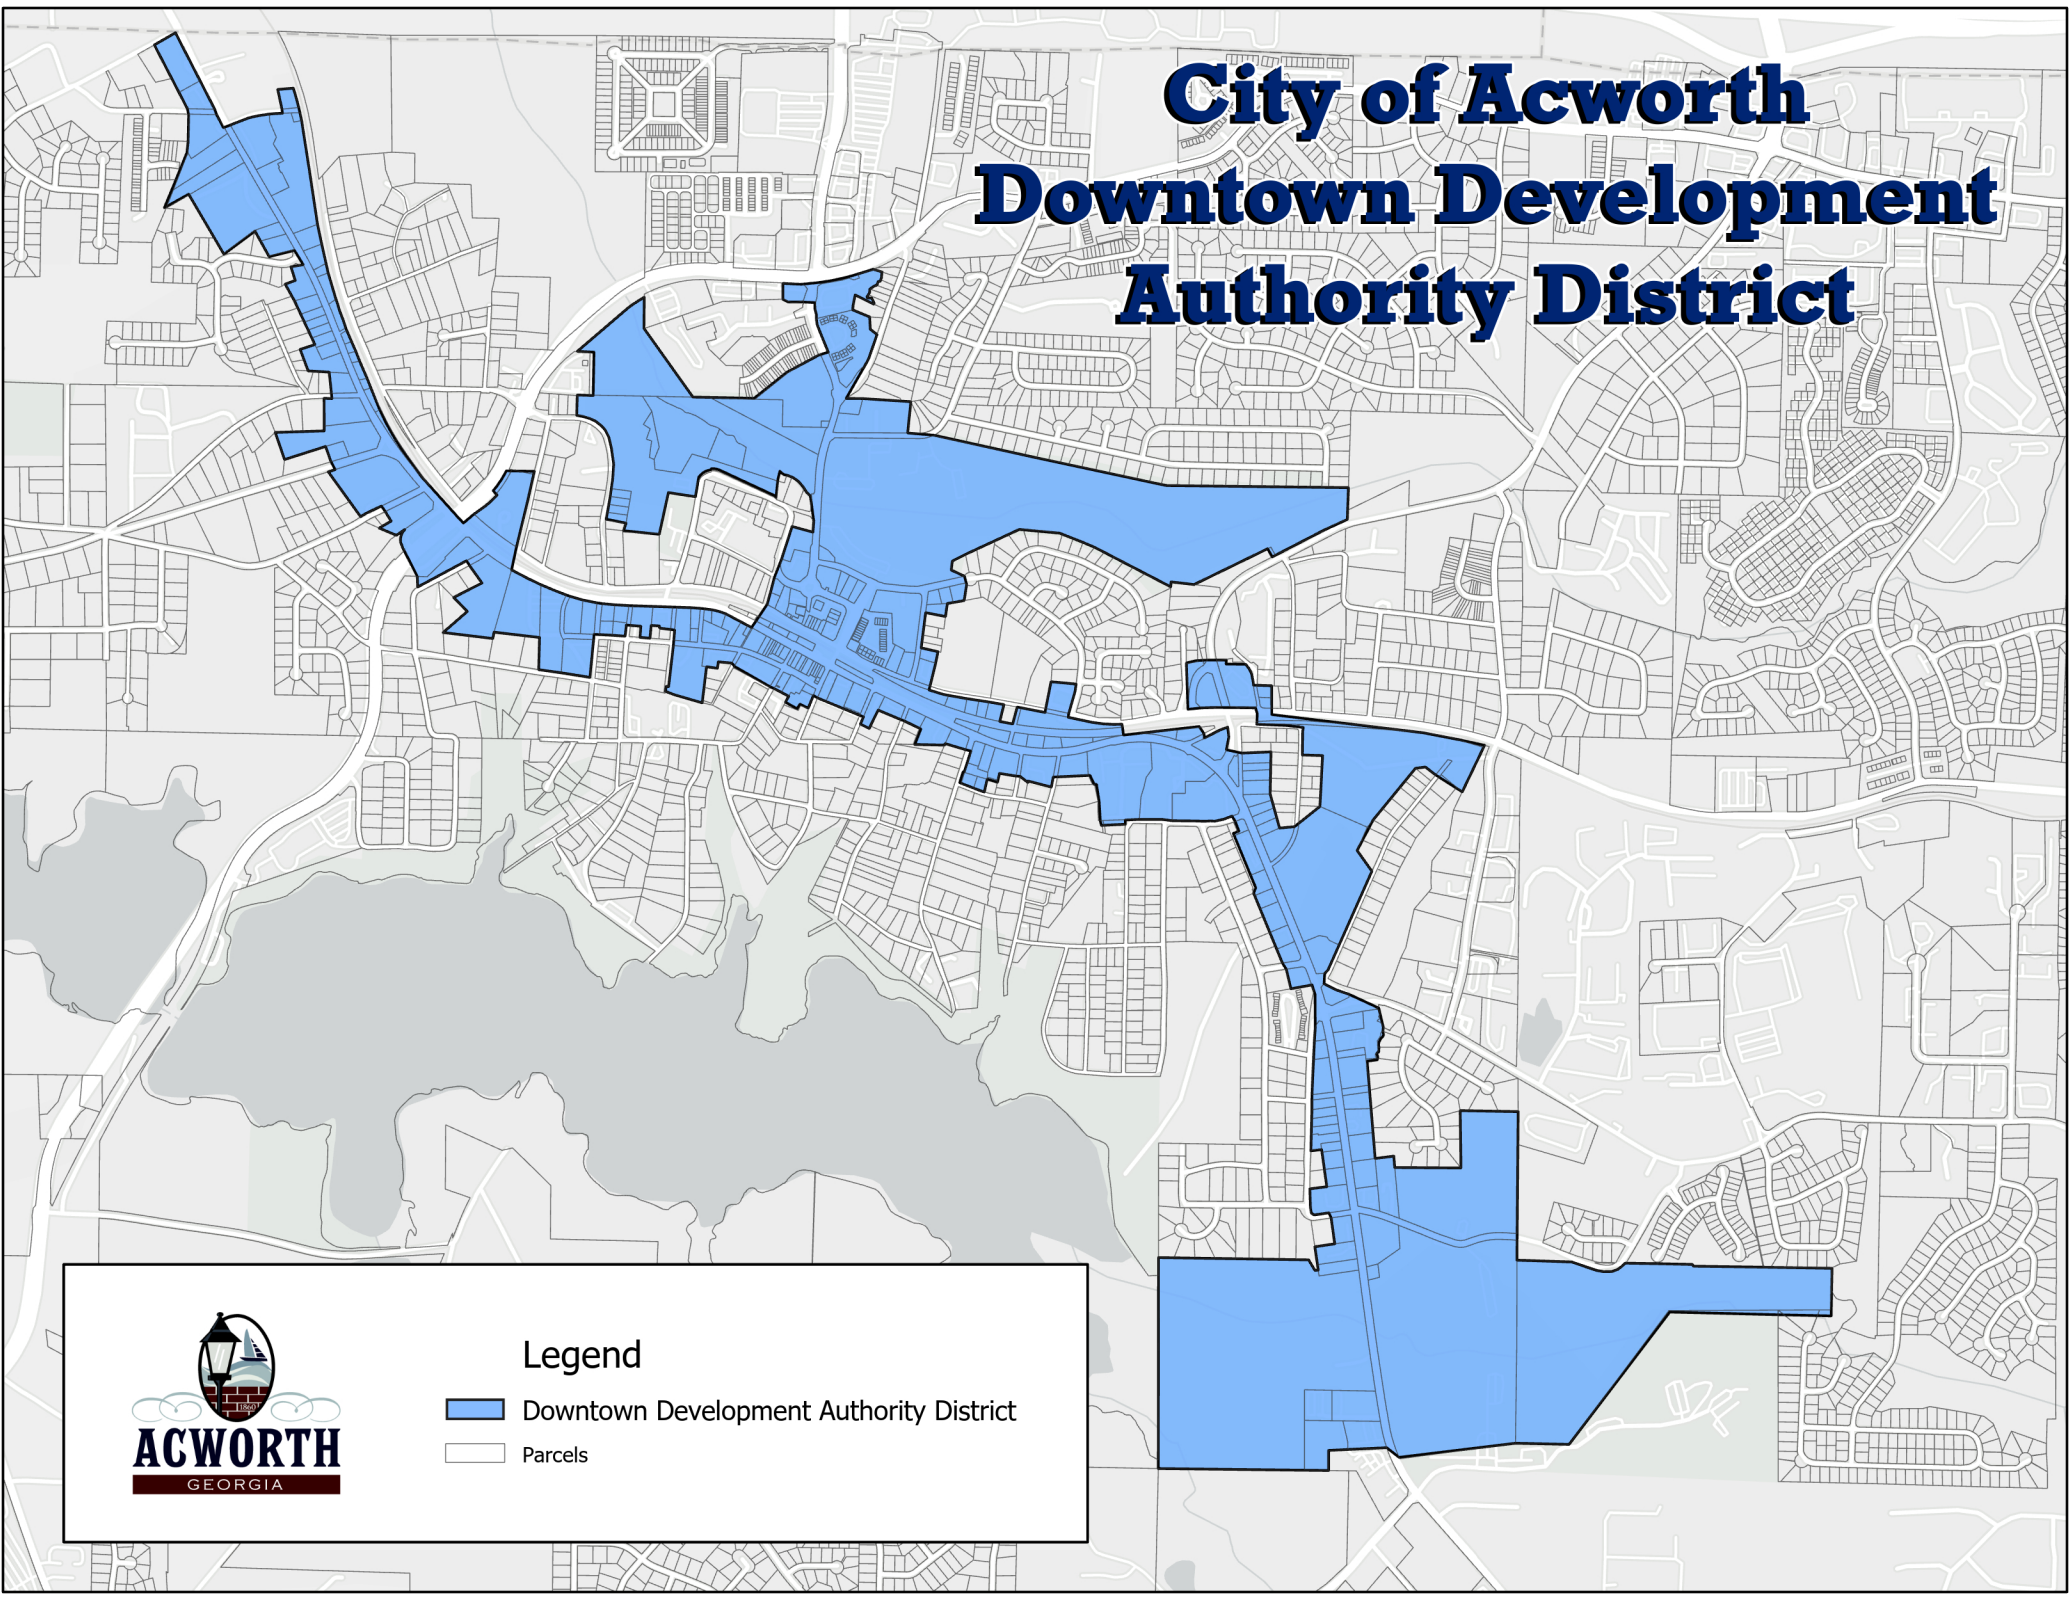 City of Acworth
Downtown Development
Authority District
Legend
Downtown Development Authority District
Parcels
1860
ACWORTH
GEORGIA